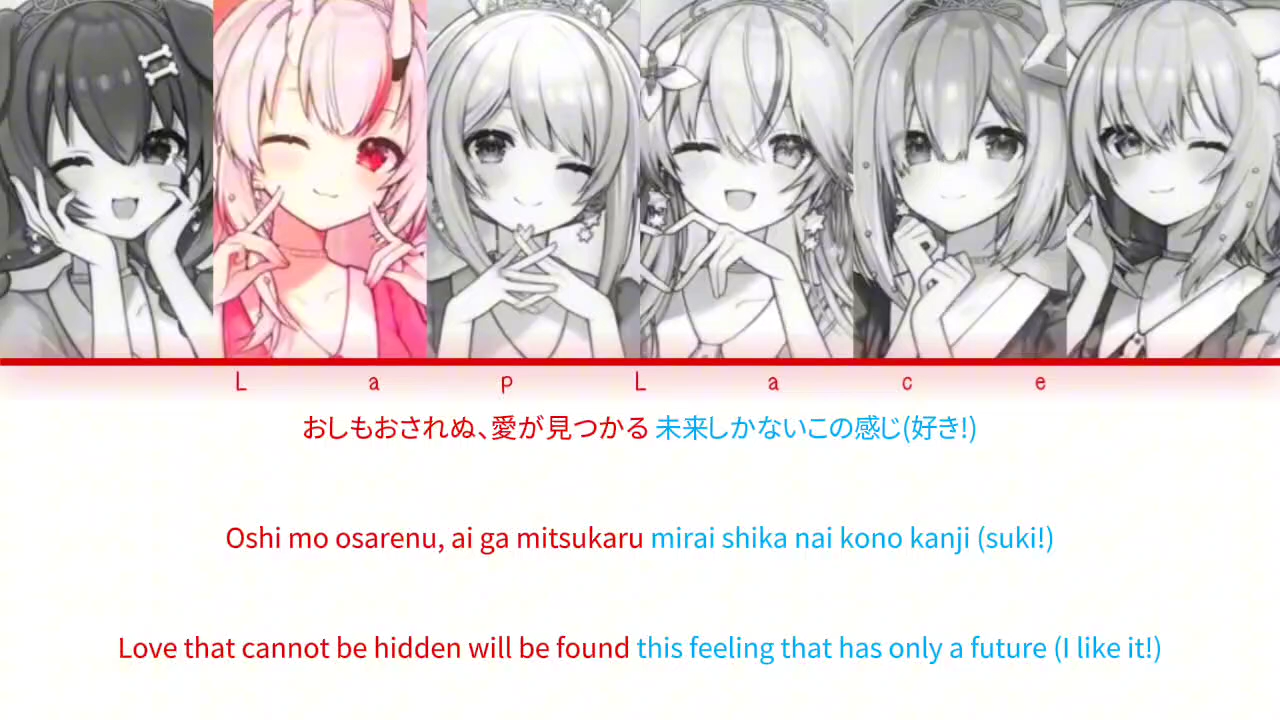 L a p L a c e
おしもおされぬ、愛が見つかる 未来しかないこの感じ(好き!)
Oshi mo osarenu, ai ga mitsukaru mirai shika nai kono kanji (suki!)
Love that cannot be hidden will be found this feeling that has only a future (I like it!)